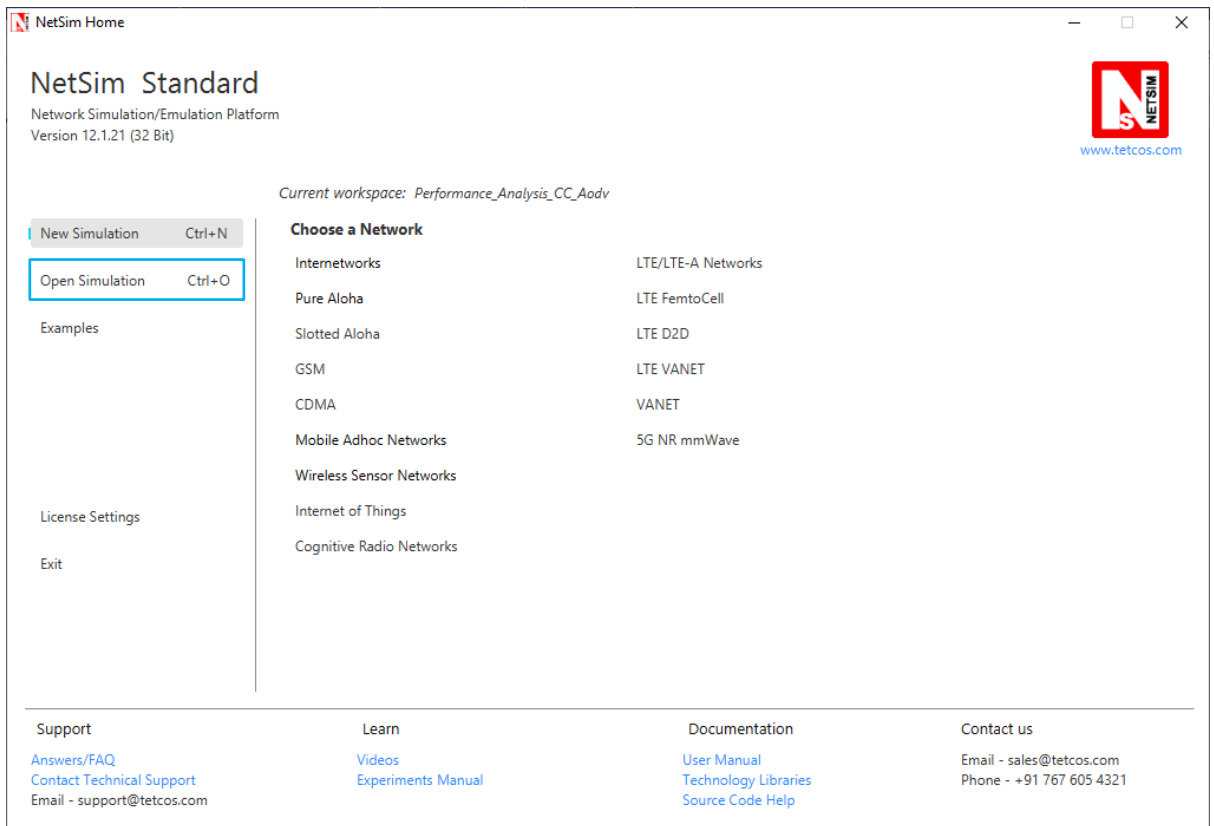 NetSim Home
NetSim Standard
Network Simulation/Emulation Platform
Version 12.1.21 (32 Bit)
N
S
NETSIM
www.tetcos.com
Current workspace: Performance_Analysis_CC_Aodv
New Simulation Ctrl+N
Open Simulation Ctrl+O
Examples
License Settings
Exit
Choose a Network
Internetworks
Pure Aloha
Slotted Aloha
GSM
CDMA
Mobile Adhoc Networks
Wireless Sensor Networks
Internet of Things
Cognitive Radio Networks
LTE/LTE-A Networks
LTE FemtoCell
LTE D2D
LTE VANET
VANET
5G NR mmWave
Support
Answers/FAQ
Contact Technical Support
Email - support@tetcos.com
Learn
Videos
Experiments Manual
Documentation
User Manual
Technology Libraries
Source Code Help
Contact us
Email - sales@tetcos.com
Phone - +91 767 605 4321